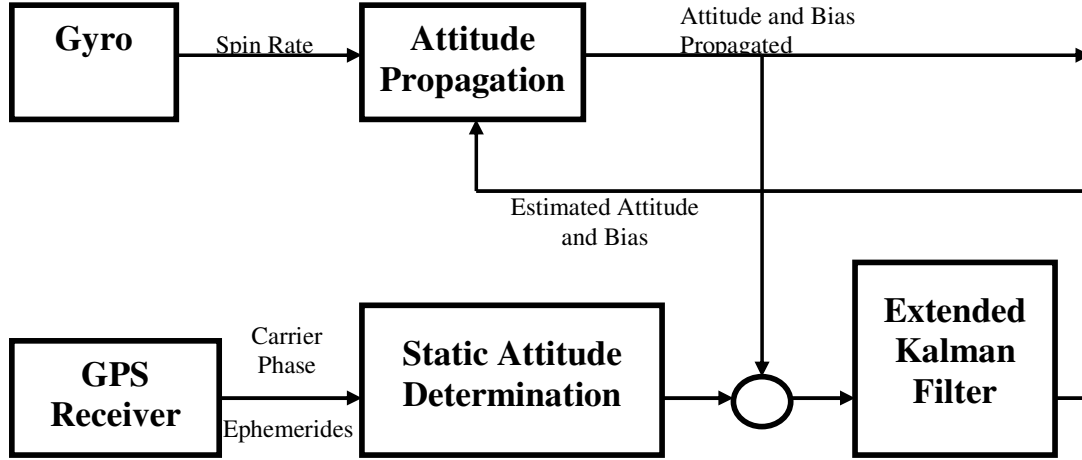 Gyro
Spin Rate
Attitude
Propagation
Attitude and Bias
Propagated
Estimated Attitude
and Bias
GPS
Receiver
Carrier
Phase
Ephemerides
Static Attitude
Determination
Extended
Kalman
Filter